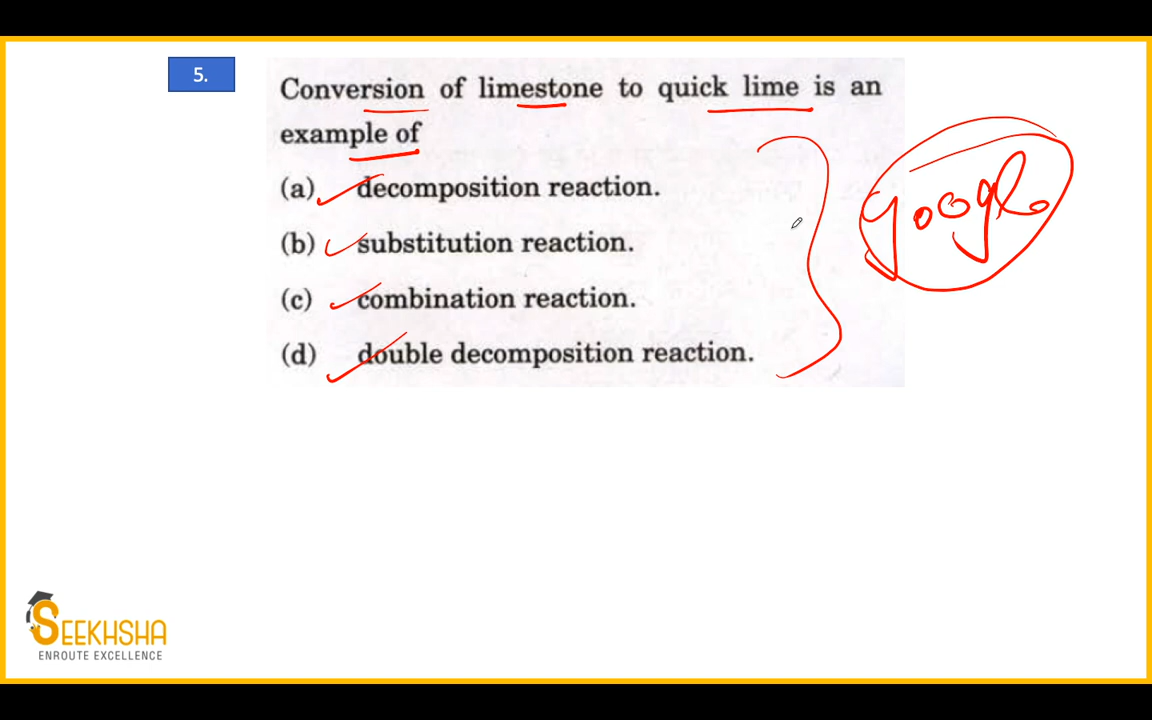 5.
Conversion of limestone to quick lime is an
example of
(a) decomposition reaction.
(b) substitution reaction.
(c) combination reaction.
(d) double decomposition reaction.
google
SEEKHSHA
ENROUTE EXCELLENCE